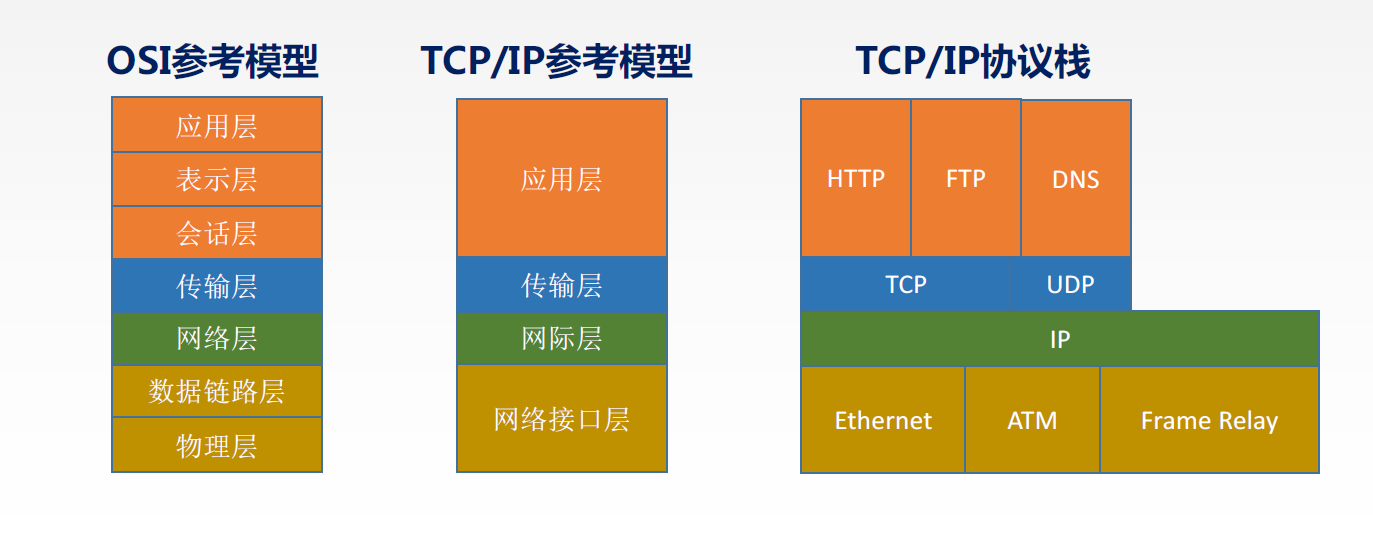 OSI参考模型
应用层
表示层
会话层
传输层
网络层
数据链路层
物理层
TCP/IP参考模型
应用层
传输层
网际层
网络接口层
TCP/IP协议栈
HTTP FTP DNS
TCP UDP
IP
Ethernet ATM Frame Relay